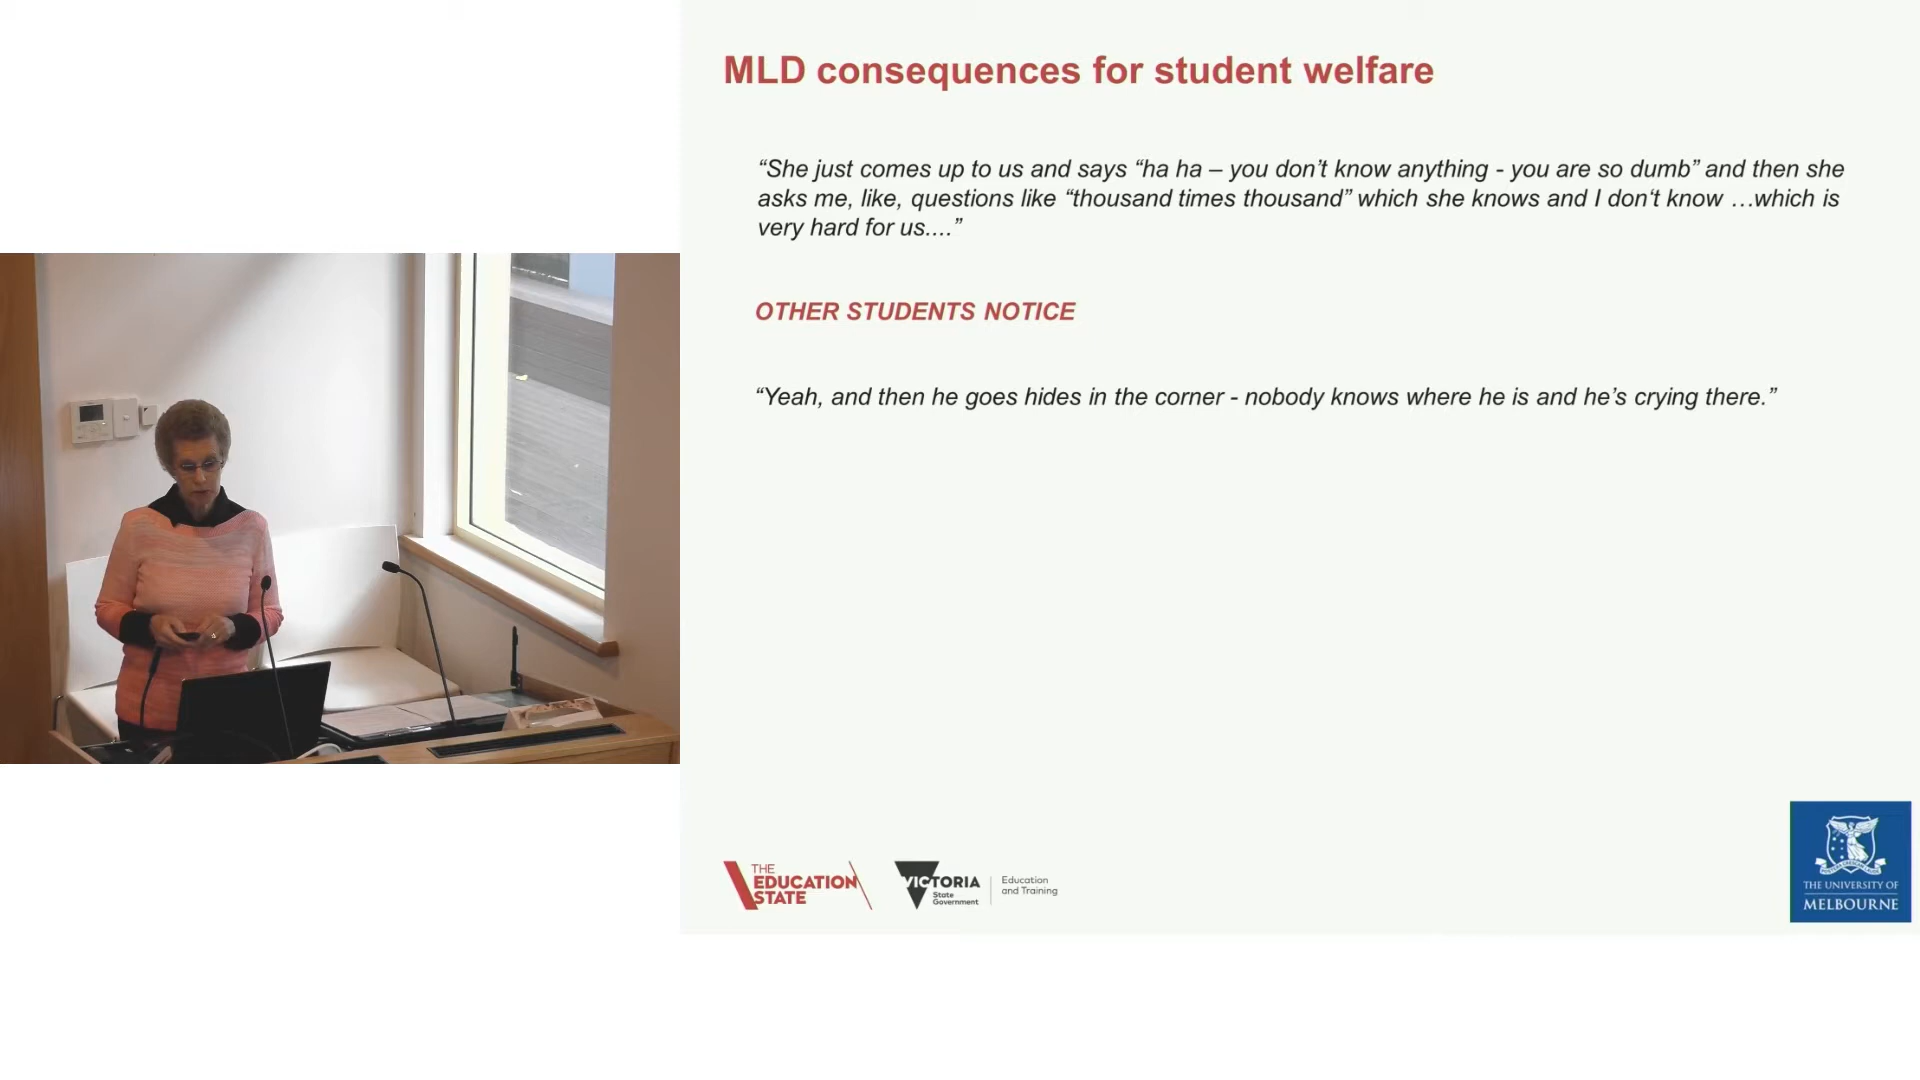 MLD consequences for student welfare
“She just comes up to us and says “ha ha – you don’t know anything - you are so dumb” and then she
asks me, like, questions like “thousand times thousand” which she knows and I don‘t know …which is
very hard for us....”
OTHER STUDENTS NOTICE
“Yeah, and then he goes hides in the corner - nobody knows where he is and he’s crying there.”
THE
EDUCATION
STATE
VICTORIA
State
Government
Education
and Training
THE UNIVERSITY OF
MELBOURNE